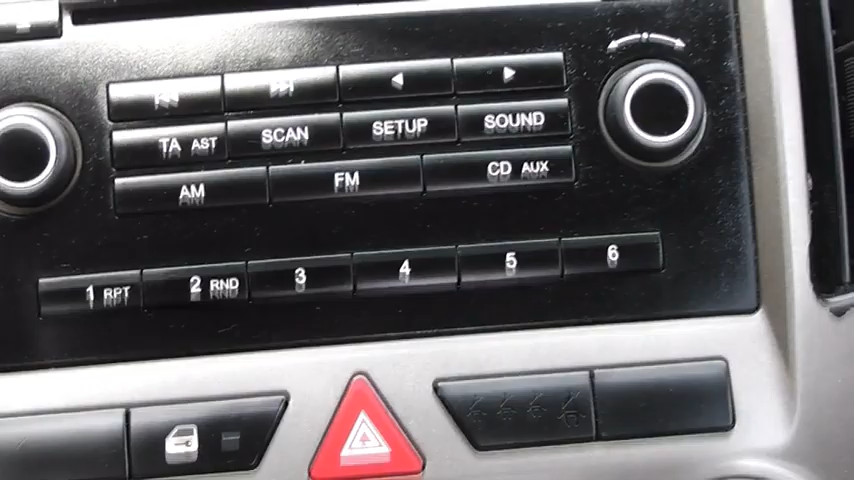 TA AST SCAN SETUP SOUND
AM FM CD AUX
1 RPT 2 RND 3 4 5 6